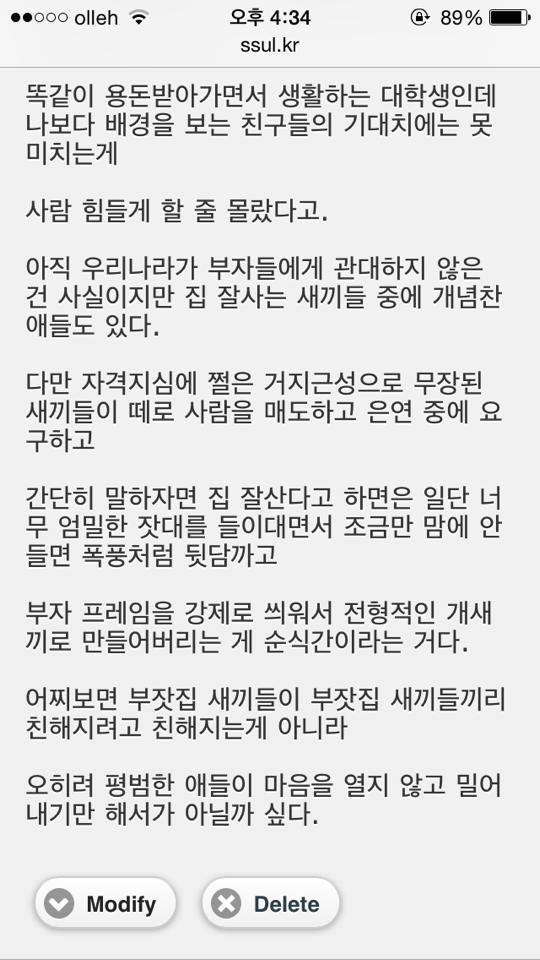 olleh 오후 4:34 89%
ssul.kr
똑같이 용돈받아가면서 생활하는 대학생인데
나보다 배경을 보는 친구들의 기대치에는 못
미치는게
사람 힘들게 할 줄 몰랐다고.
아직 우리나라가 부자들에게 관대하지 않은
건 사실이지만 집 잘사는 새끼들 중에 개념찬
애들도 있다.
다만 자격지심에 쩔은 거지근성으로 무장된
새끼들이 떼로 사람을 매도하고 은연 중에 요
구하고
간단히 말하자면 집 잘산다고 하면은 일단 너
무 엄밀한 잣대를 들이대면서 조금만 맘에 안
들면 폭풍처럼 뒷담까고
부자 프레임을 강제로 씌워서 전형적인 개새
끼로 만들어버리는 게 순식간이라는 거다.
어찌보면 부잣집 새끼들이 부잣집 새끼들끼리
친해지려고 친해지는게 아니라
오히려 평범한 애들이 마음을 열지 않고 밀어
내기만 해서가 아닐까 싶다.
Modify Delete